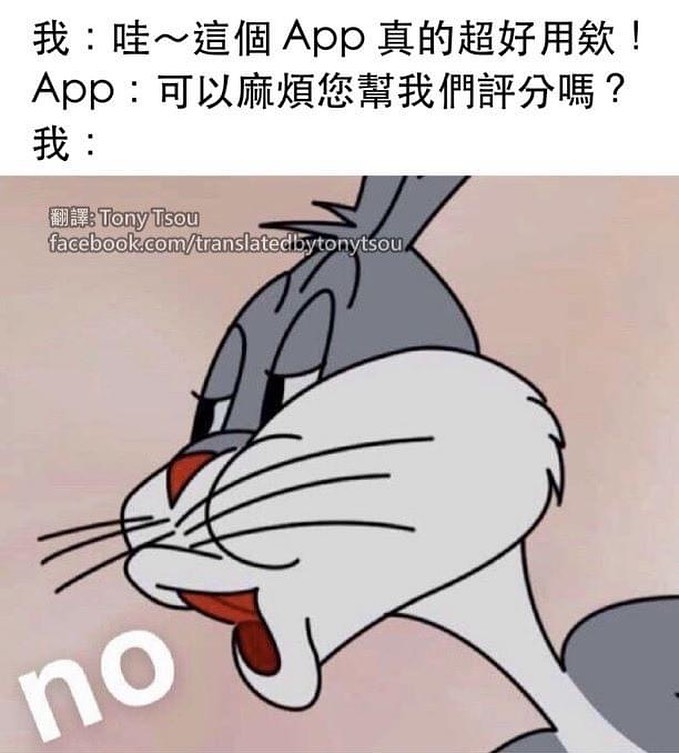 我：哇～這個 App 真的超好用欸！
App：可以麻煩您幫我們評分嗎？
我：
翻譯: Tony Tsou
facebook.com/translatedbytonytsou
no